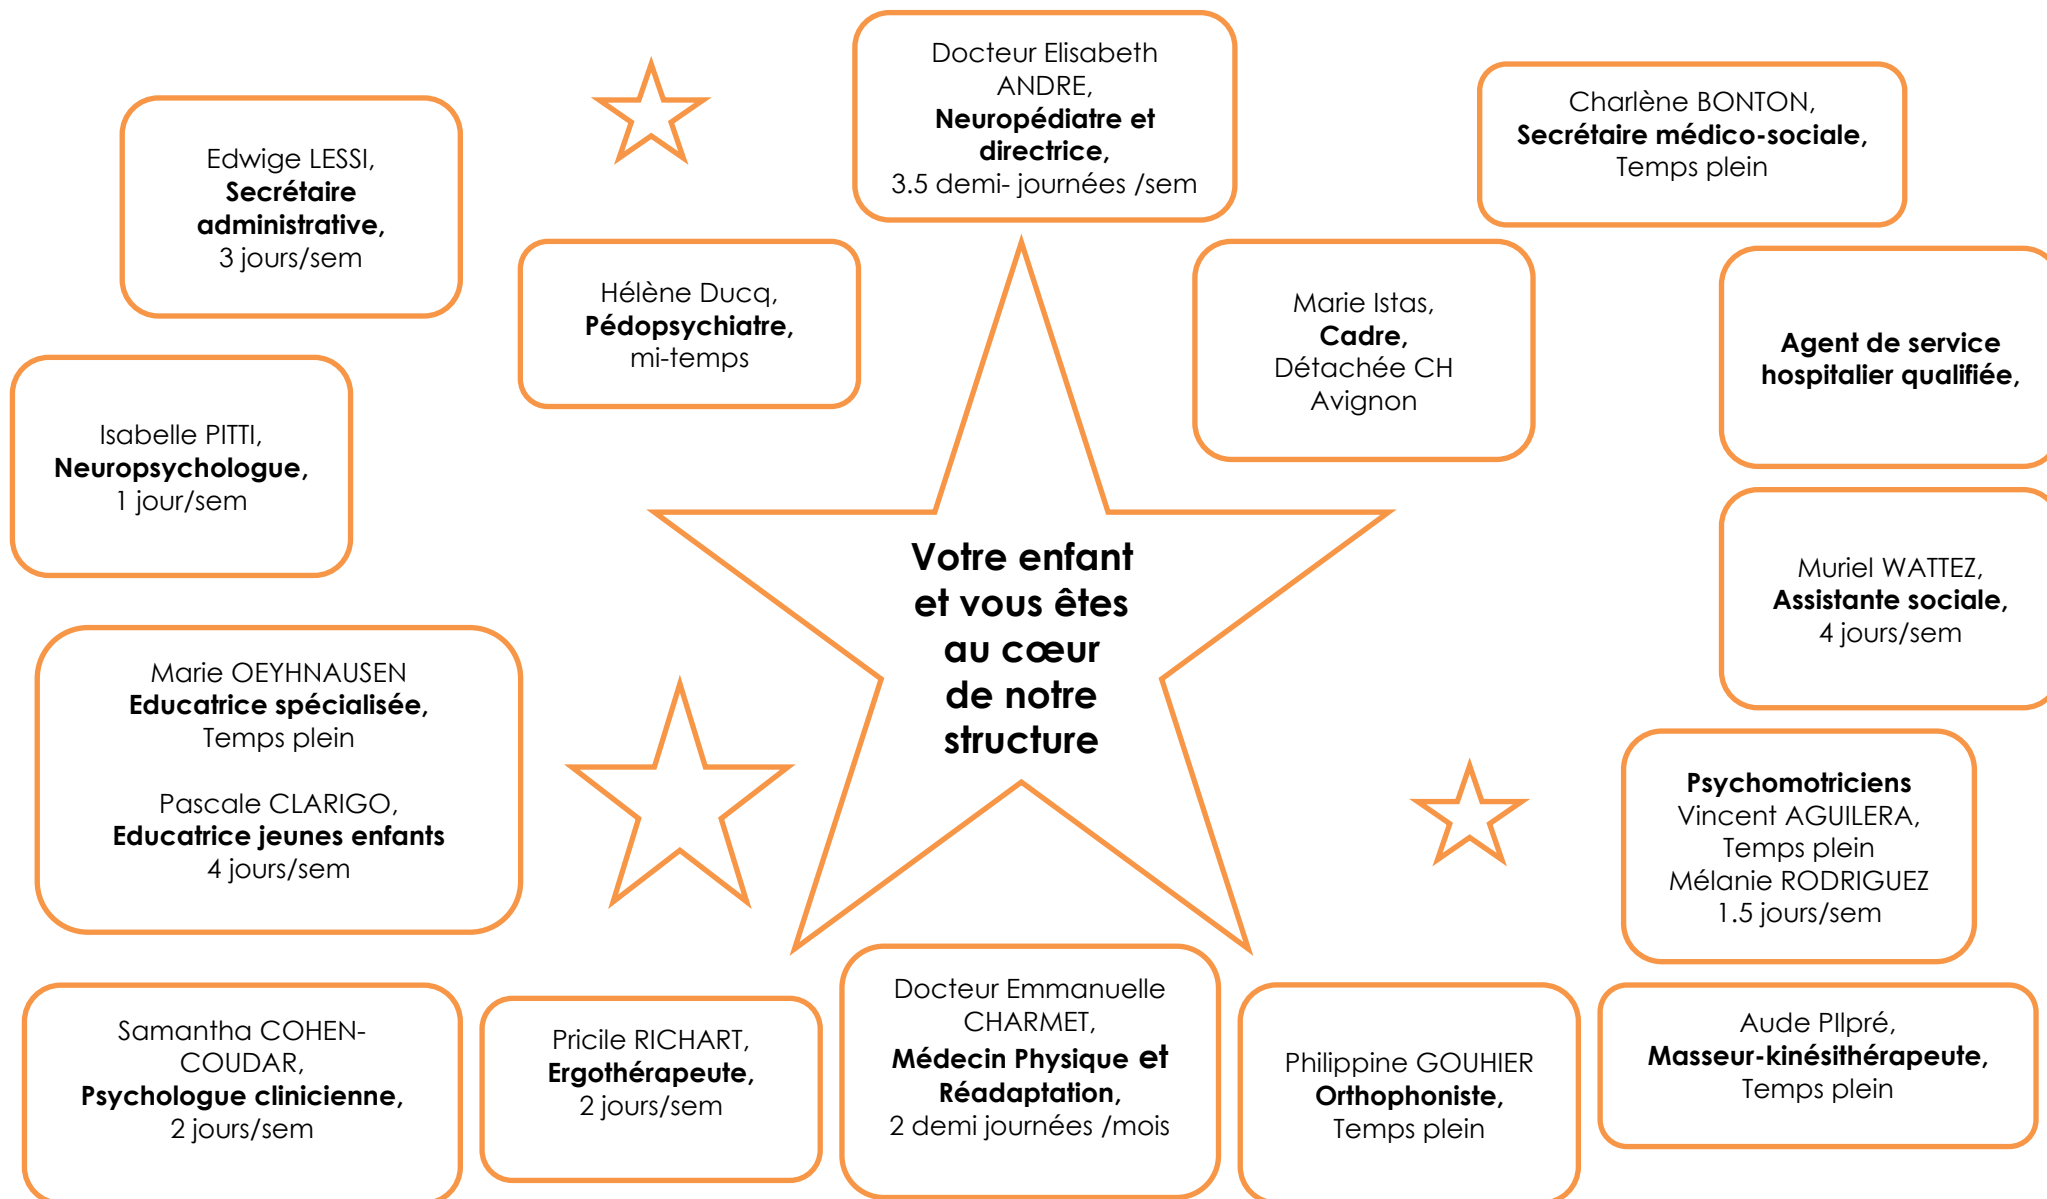 Docteur Elisabeth
ANDRE,
Neuropédiatre et
directrice,
3.5 demi- journées /sem
Charlène BONTON,
Secrétaire médico-sociale,
Temps plein
Edwige LESSI,
Secrétaire
administrative,
3 jours/sem
Hélène Ducq,
Pédopsychiatre,
mi-temps
Marie Istas,
Cadre,
Détachée CH
Avignon
Agent de service
hospitalier qualifiée,
Isabelle PITTI,
Neuropsychologue,
1 jour/sem
Votre enfant
et vous êtes
au cœur
de notre
structure
Muriel WATTEZ,
Assistante sociale,
4 jours/sem
Marie OEYHNAUSEN
Educatrice spécialisée,
Temps plein
Pascale CLARIGO,
Educatrice jeunes enfants
4 jours/sem
Psychomotriciens
Vincent AGUILERA,
Temps plein
Mélanie RODRIGUEZ
1.5 jours/sem
Samantha COHEN-
COUDAR,
Psychologue clinicienne,
2 jours/sem
Pricile RICHART,
Ergothérapeute,
2 jours/sem
Docteur Emmanuelle
CHARMET,
Médecin Physique et
Réadaptation,
2 demi journées /mois
Philippine GOUHIER
Orthophoniste,
Temps plein
Aude PIlpré,
Masseur-kinésithérapeute,
Temps plein